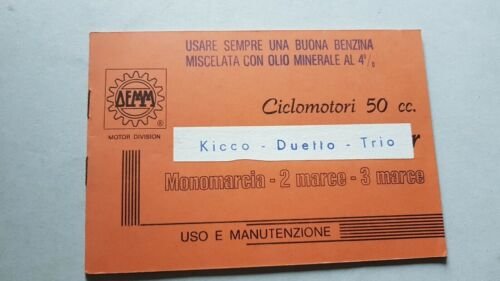 USARE SEMPRE UNA BUONA BENZINA
MISCELATA CON OLIO MINERALE AL 4%
DEMM
®
MOTOR DIVISION
Ciclomotori 50 cc.
Kicco - Duetto - Trio
Monomarcia - 2 marce - 3 marce
USO E MANUTENZIONE